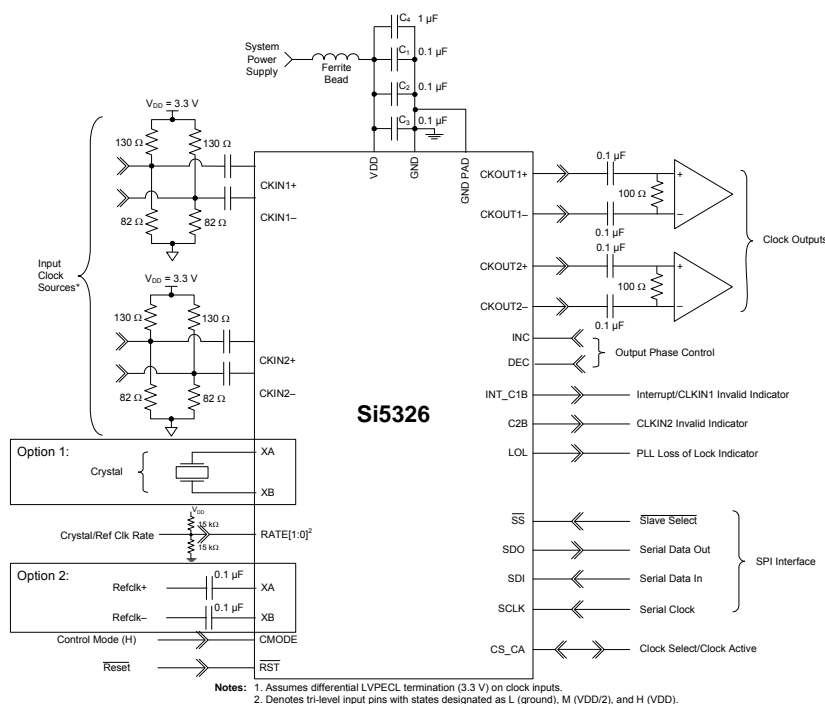 C4 1 µF
System
Power
Supply
Ferrite
Bead
C1 0.1 µF
C2 0.1 µF
C3 0.1 µF
VDD = 3.3 V
130 Ω
130 Ω
82 Ω
82 Ω
CKIN1+
CKIN1–
Input
Clock
Sources*
VDD = 3.3 V
130 Ω
130 Ω
82 Ω
82 Ω
CKIN2+
CKIN2–
VDD
GND
GND PAD
Si5326
CKOUT1+
0.1 µF
100 Ω
+
–
CKOUT1–
0.1 µF
CKOUT2+
0.1 µF
100 Ω
+
–
CKOUT2–
0.1 µF
Clock Outputs
INC
DEC
Output Phase Control
INT_C1B
Interrupt/CLKIN1 Invalid Indicator
C2B
CLKIN2 Invalid Indicator
LOL
PLL Loss of Lock Indicator
Option 1:
Crystal
XA
XB
Crystal/Ref Clk Rate
VDD
15 kΩ
15 kΩ
RATE[1:0]2
Option 2:
Refclk+
0.1 µF
XA
Refclk–
0.1 µF
XB
Control Mode (H)
CMODE
Reset
RST
SS
Slave Select
SDO
Serial Data Out
SDI
Serial Data In
SCLK
Serial Clock
SPI Interface
CS_CA
Clock Select/Clock Active
Notes: 1. Assumes differential LVPECL termination (3.3 V) on clock inputs.
2. Denotes tri-level input pins with states designated as L (ground), M (VDD/2), and H (VDD).